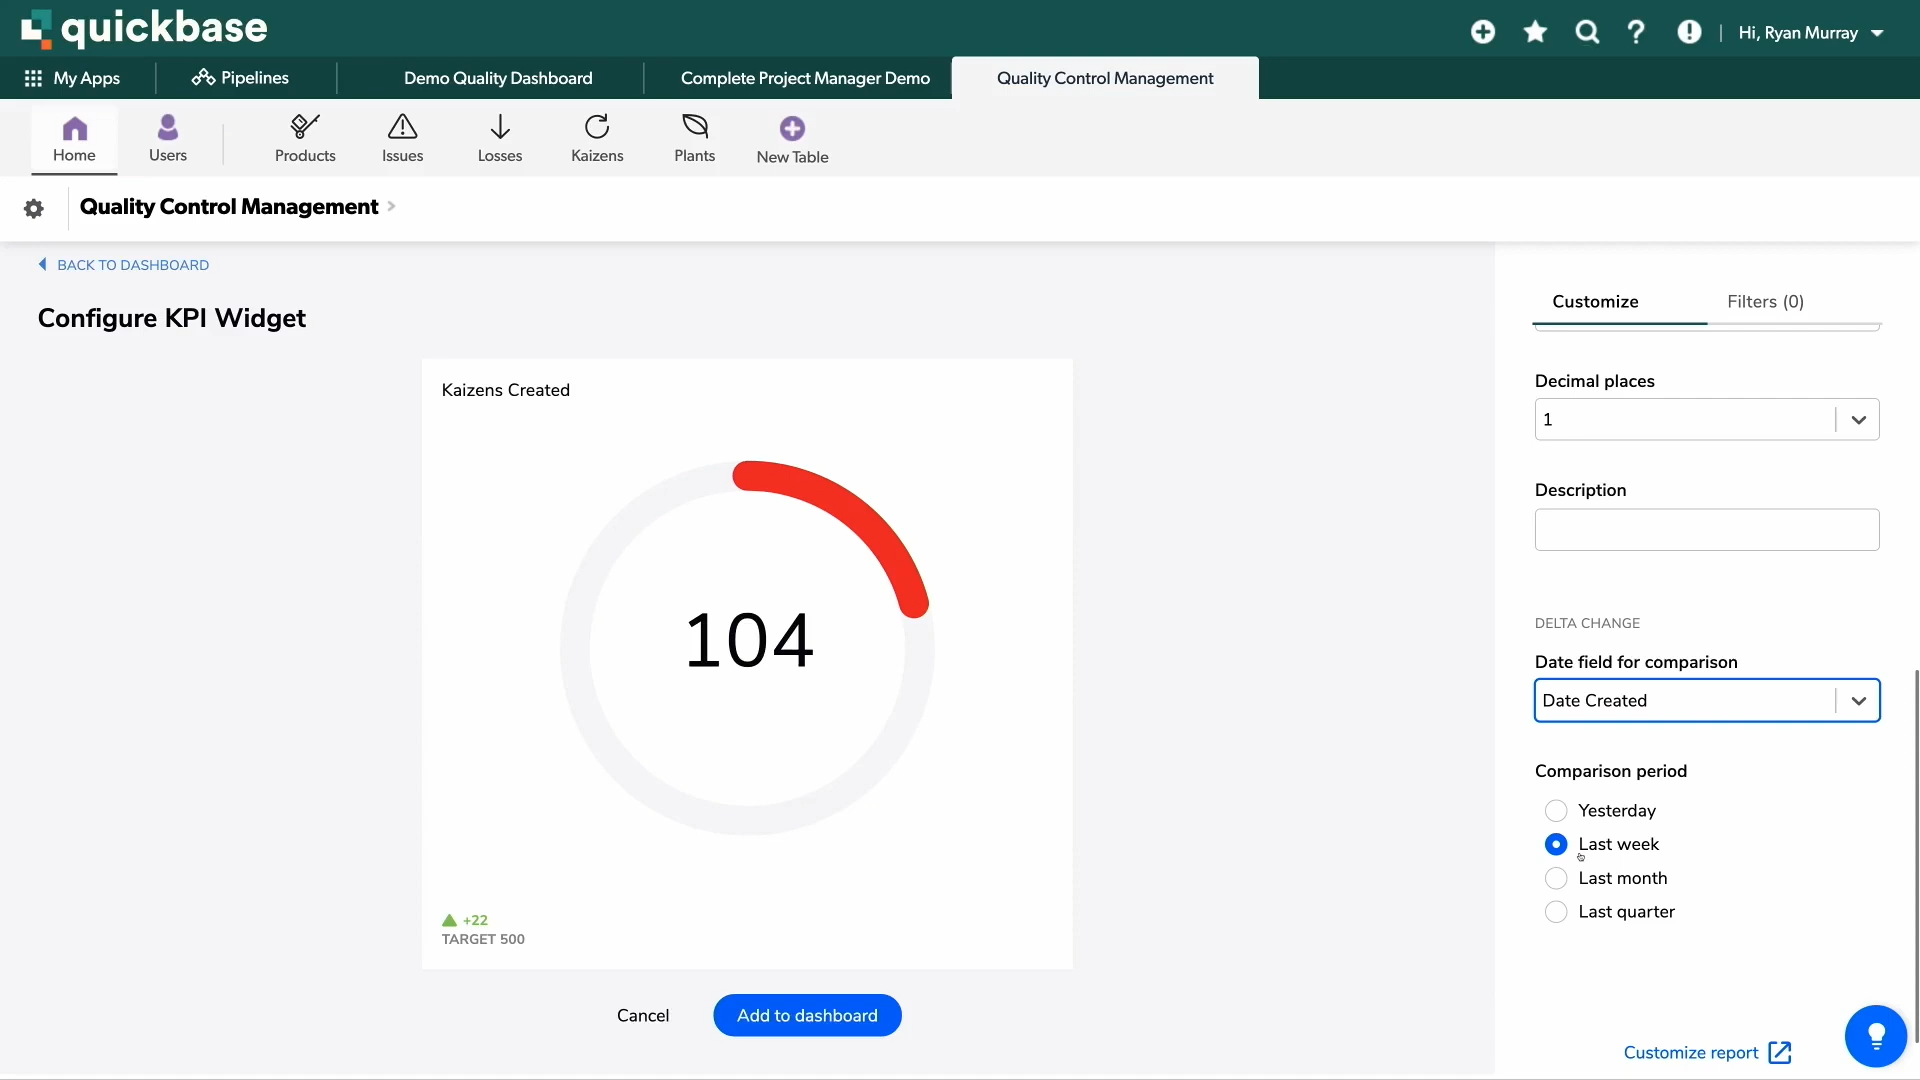 quickbase
Hi, Ryan Murray
My Apps
Pipelines
Demo Quality Dashboard
Complete Project Manager Demo
Quality Control Management
Home
Users
Products
Issues
Losses
Kaizens
Plants
New Table
Quality Control Management
BACK TO DASHBOARD
Configure KPI Widget
Kaizens Created
104
+22
TARGET 500
Cancel
Add to dashboard
Customize
Filters (0)
Decimal places
1
Description
DELTA CHANGE
Date field for comparison
Date Created
Comparison period
Yesterday
Last week
Last month
Last quarter
Customize report